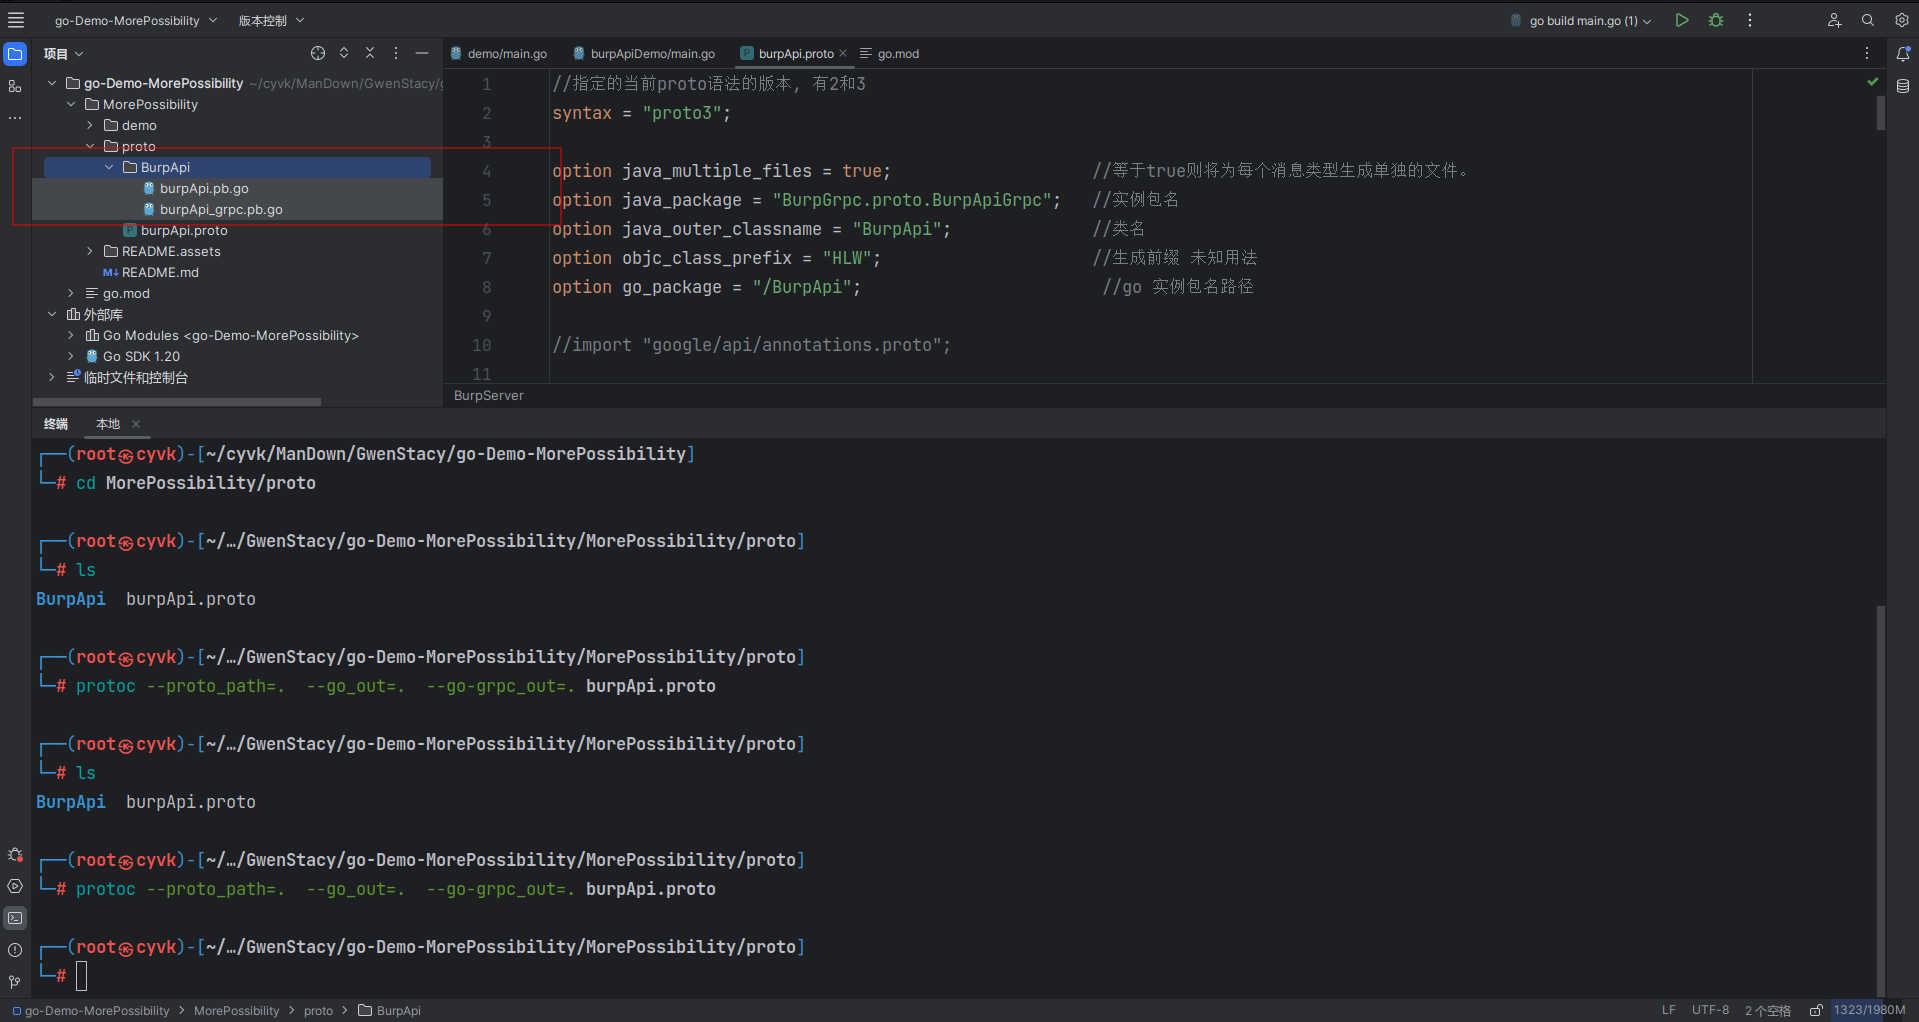 go-Demo-MorePossibility 版本控制 go build main.go (1)
项目
go-Demo-MorePossibility ~/cyvk/ManDown/GwenStacy/
MorePossibility
demo
proto
BurpApi
burpApi.pb.go
burpApi_grpc.pb.go
burpApi.proto
README.assets
M↓ README.md
go.mod
外部库
Go Modules <go-Demo-MorePossibility>
Go SDK 1.20
临时文件和控制台
demo/main.go burpApiDemo/main.go burpApi.proto go.mod
1 //指定的当前proto语法的版本, 有2和3
2 syntax = "proto3";
3
4 option java_multiple_files = true; //等于true则将为每个消息类型生成单独的文件。
5 option java_package = "BurpGrpc.proto.BurpApiGrpc"; //实例包名
6 option java_outer_classname = "BurpApi"; //类名
7 option objc_class_prefix = "HLW"; //生成前缀 未知用法
8 option go_package = "/BurpApi"; //go 实例包名路径
9
10 //import "google/api/annotations.proto";
11
BurpServer
终端 本地
┌──(root㉿cyvk)-[~/cyvk/ManDown/GwenStacy/go-Demo-MorePossibility]
└─# cd MorePossibility/proto
┌──(root㉿cyvk)-[~/…/GwenStacy/go-Demo-MorePossibility/MorePossibility/proto]
└─# ls
BurpApi burpApi.proto
┌──(root㉿cyvk)-[~/…/GwenStacy/go-Demo-MorePossibility/MorePossibility/proto]
└─# protoc --proto_path=. --go_out=. --go-grpc_out=. burpApi.proto
┌──(root㉿cyvk)-[~/…/GwenStacy/go-Demo-MorePossibility/MorePossibility/proto]
└─# ls
BurpApi burpApi.proto
┌──(root㉿cyvk)-[~/…/GwenStacy/go-Demo-MorePossibility/MorePossibility/proto]
└─# protoc --proto_path=. --go_out=. --go-grpc_out=. burpApi.proto
┌──(root㉿cyvk)-[~/…/GwenStacy/go-Demo-MorePossibility/MorePossibility/proto]
└─#
go-Demo-MorePossibility > MorePossibility > proto > BurpApi LF UTF-8 2 个空格 1323/1980M